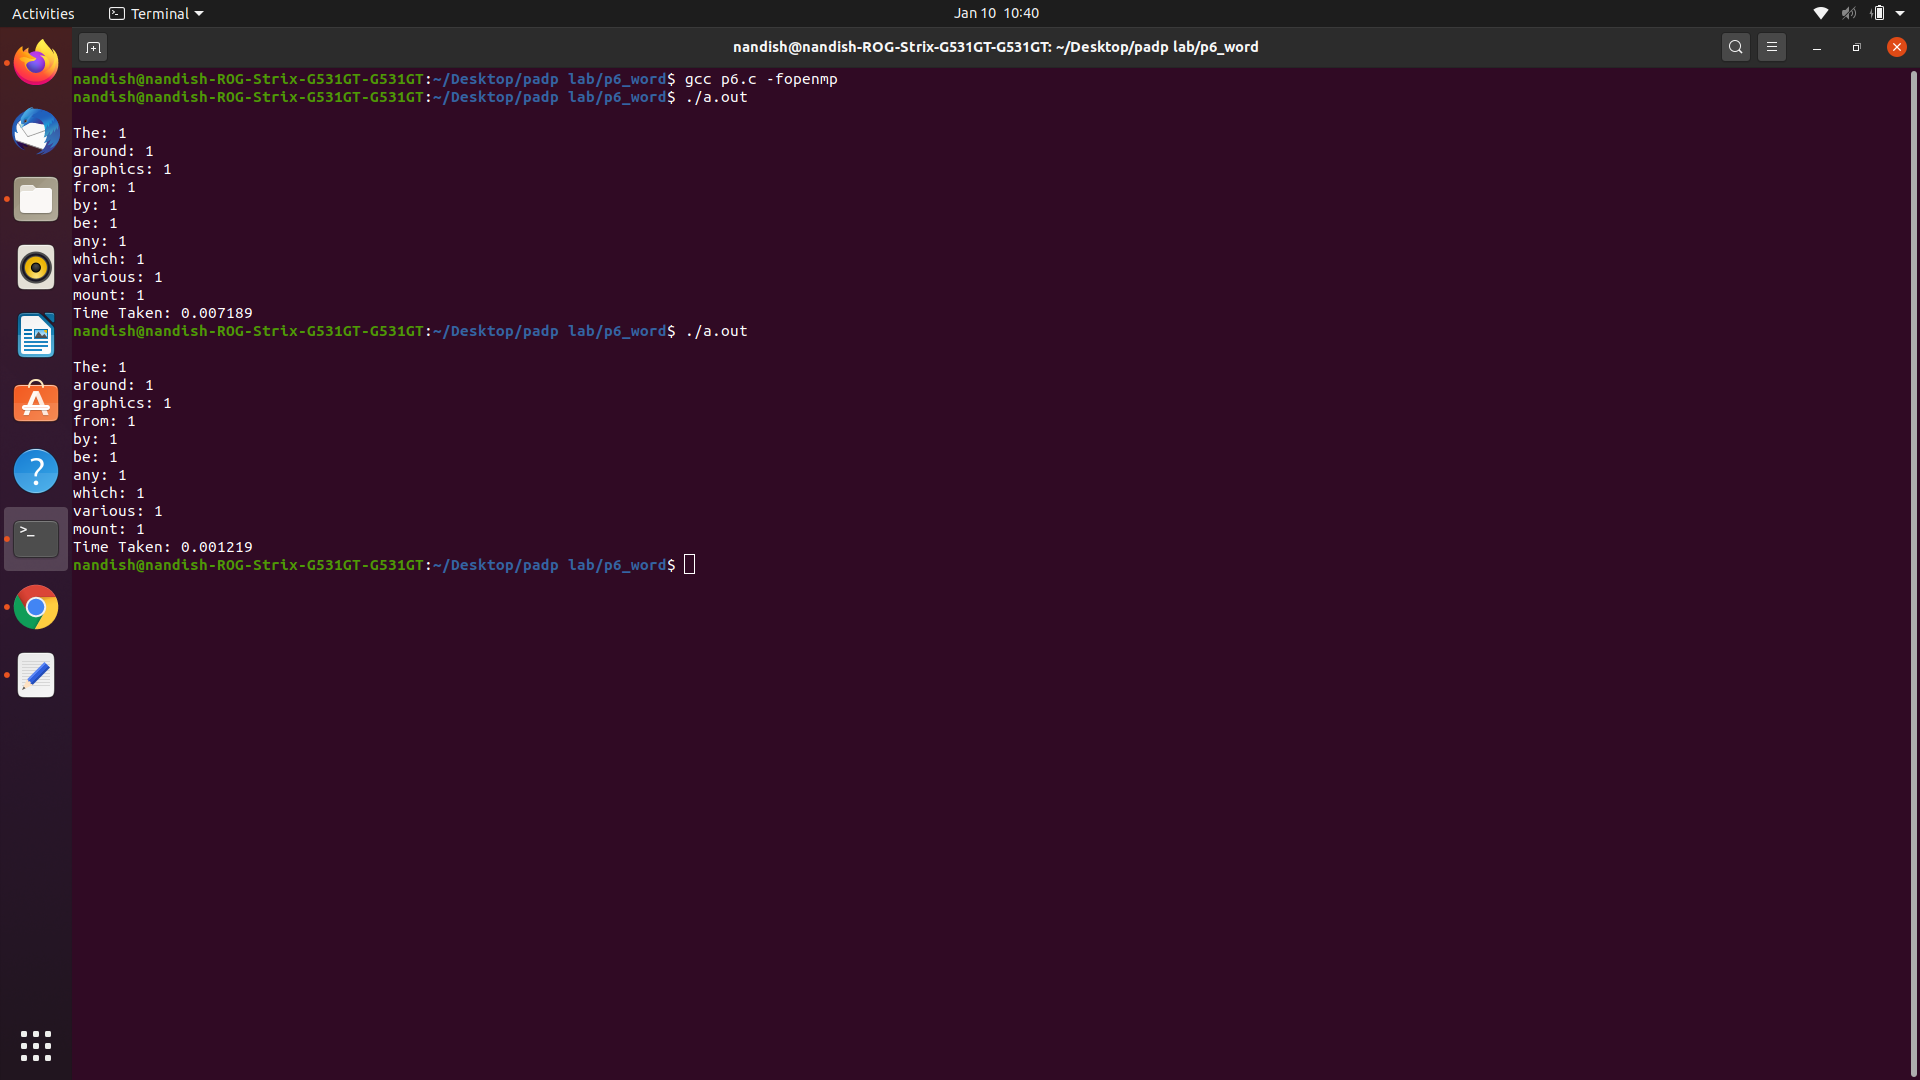 Activities
Terminal
Jan 10 10:40
nandish@nandish-ROG-Strix-G531GT-G531GT: ~/Desktop/padp lab/p6_word
nandish@nandish-ROG-Strix-G531GT-G531GT:~/Desktop/padp lab/p6_word$ gcc p6.c -fopenmp
nandish@nandish-ROG-Strix-G531GT-G531GT:~/Desktop/padp lab/p6_word$ ./a.out
The: 1
around: 1
graphics: 1
from: 1
by: 1
be: 1
any: 1
which: 1
various: 1
mount: 1
Time Taken: 0.007189
nandish@nandish-ROG-Strix-G531GT-G531GT:~/Desktop/padp lab/p6_word$ ./a.out
The: 1
around: 1
graphics: 1
from: 1
by: 1
be: 1
any: 1
which: 1
various: 1
mount: 1
Time Taken: 0.001219
nandish@nandish-ROG-Strix-G531GT-G531GT:~/Desktop/padp lab/p6_word$